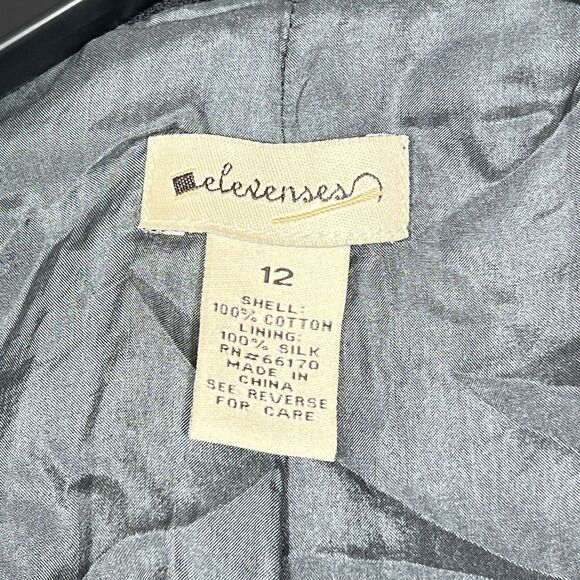 elevenses
12
SHELL:
100% COTTON
LINING:
100% SILK
RN#66170
MADE IN
CHINA
SEE REVERSE
FOR CARE